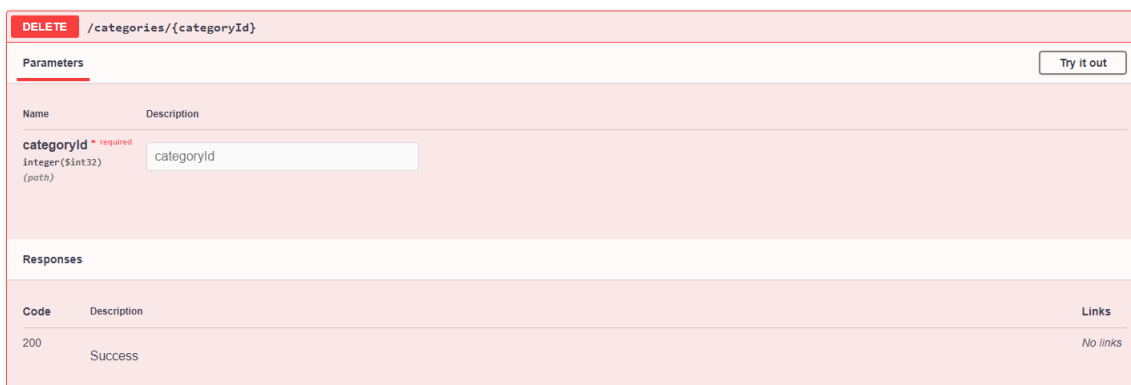 DELETE /categories/{categoryId}
Parameters Try it out
Name Description
categoryId * required
integer($int32)
(path)
categoryId
Responses
Code Description Links
200 Success No links